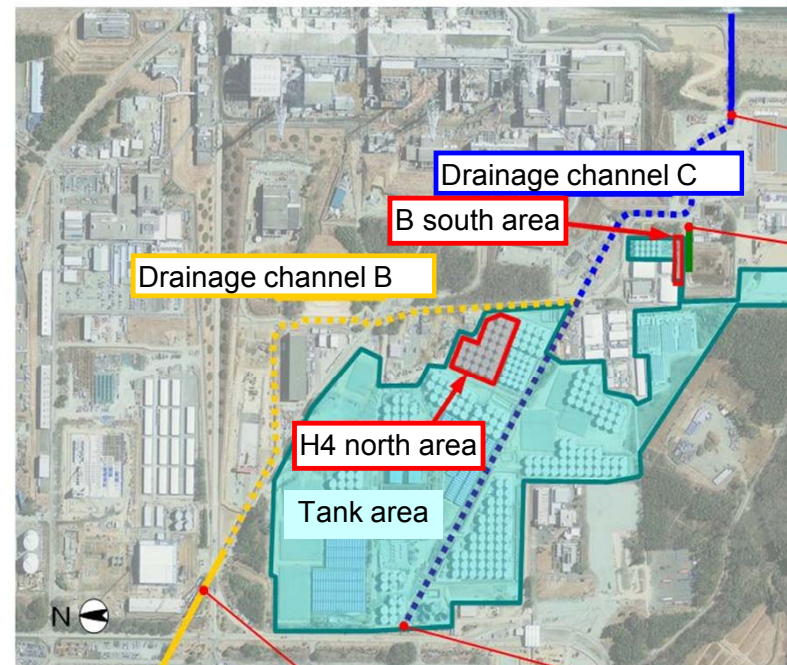 Drainage channel C
B south area
Drainage channel B
H4 north area
Tank area
N